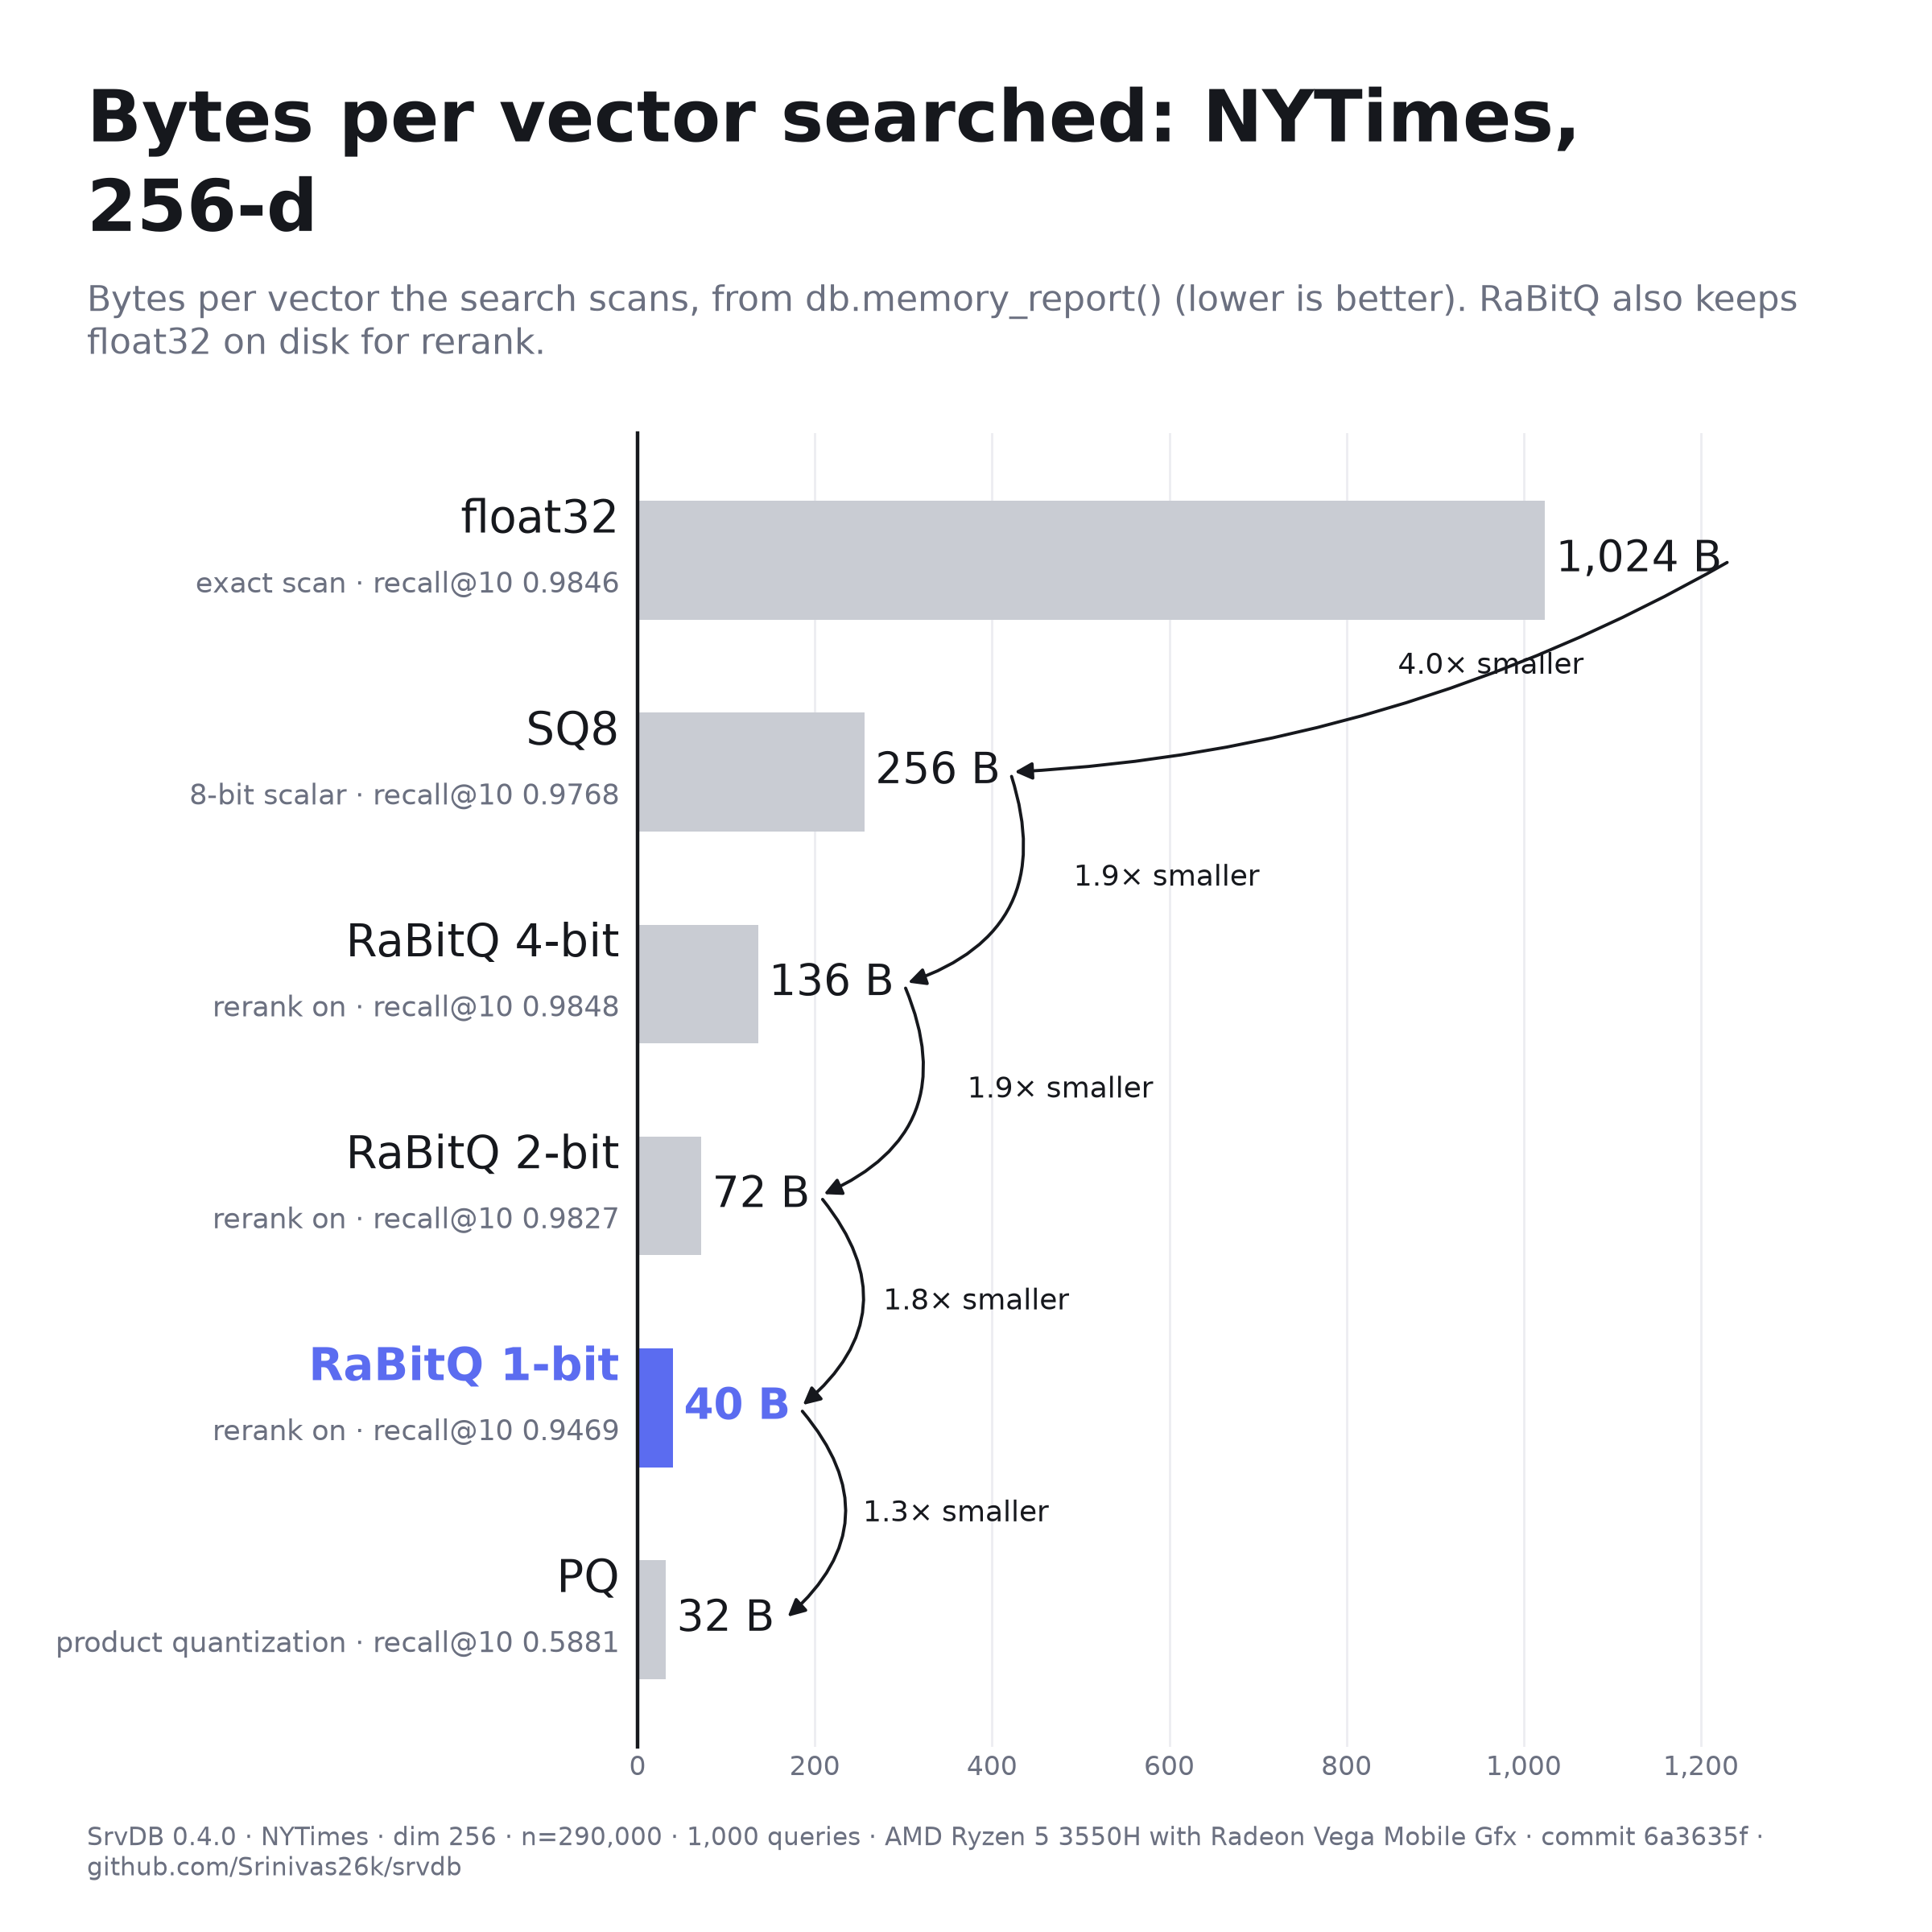 Bytes per vector searched: NYTimes,
256-d
Bytes per vector the search scans, from db.memory_report() (lower is better). RaBitQ also keeps
float32 on disk for rerank.
float32
exact scan · recall@10 0.9846
1,024 B
4.0× smaller
SQ8
8-bit scalar · recall@10 0.9768
256 B
1.9× smaller
RaBitQ 4-bit
rerank on · recall@10 0.9848
136 B
1.9× smaller
RaBitQ 2-bit
rerank on · recall@10 0.9827
72 B
1.8× smaller
RaBitQ 1-bit
rerank on · recall@10 0.9469
40 B
1.3× smaller
PQ
product quantization · recall@10 0.5881
32 B
0 200 400 600 800 1,000 1,200
SrvDB 0.4.0 · NYTimes · dim 256 · n=290,000 · 1,000 queries · AMD Ryzen 5 3550H with Radeon Vega Mobile Gfx · commit 6a3635f ·
github.com/Srinivas26k/srvdb